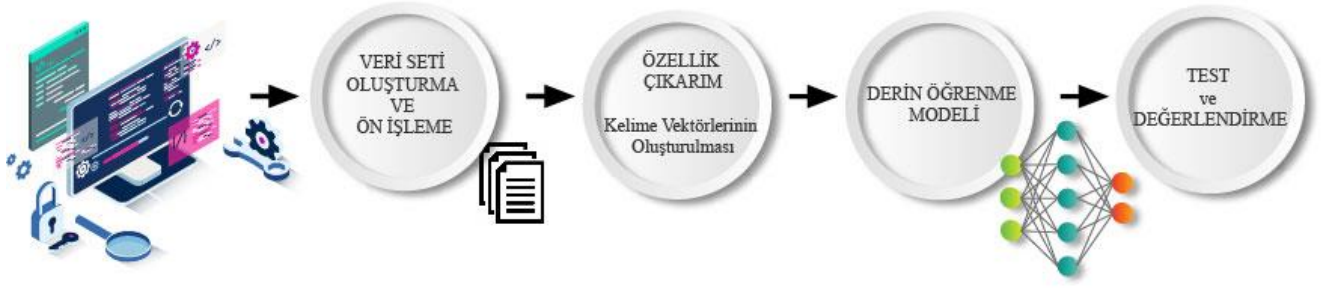 VERİ SETİ
OLUŞTURMA
VE
ÖN İŞLEME
ÖZELLİK
ÇIKARIM
Kelime Vektörlerinin
Oluşturulması
DERİN ÖĞRENME
MODELİ
TEST
ve
DEĞERLENDİRME